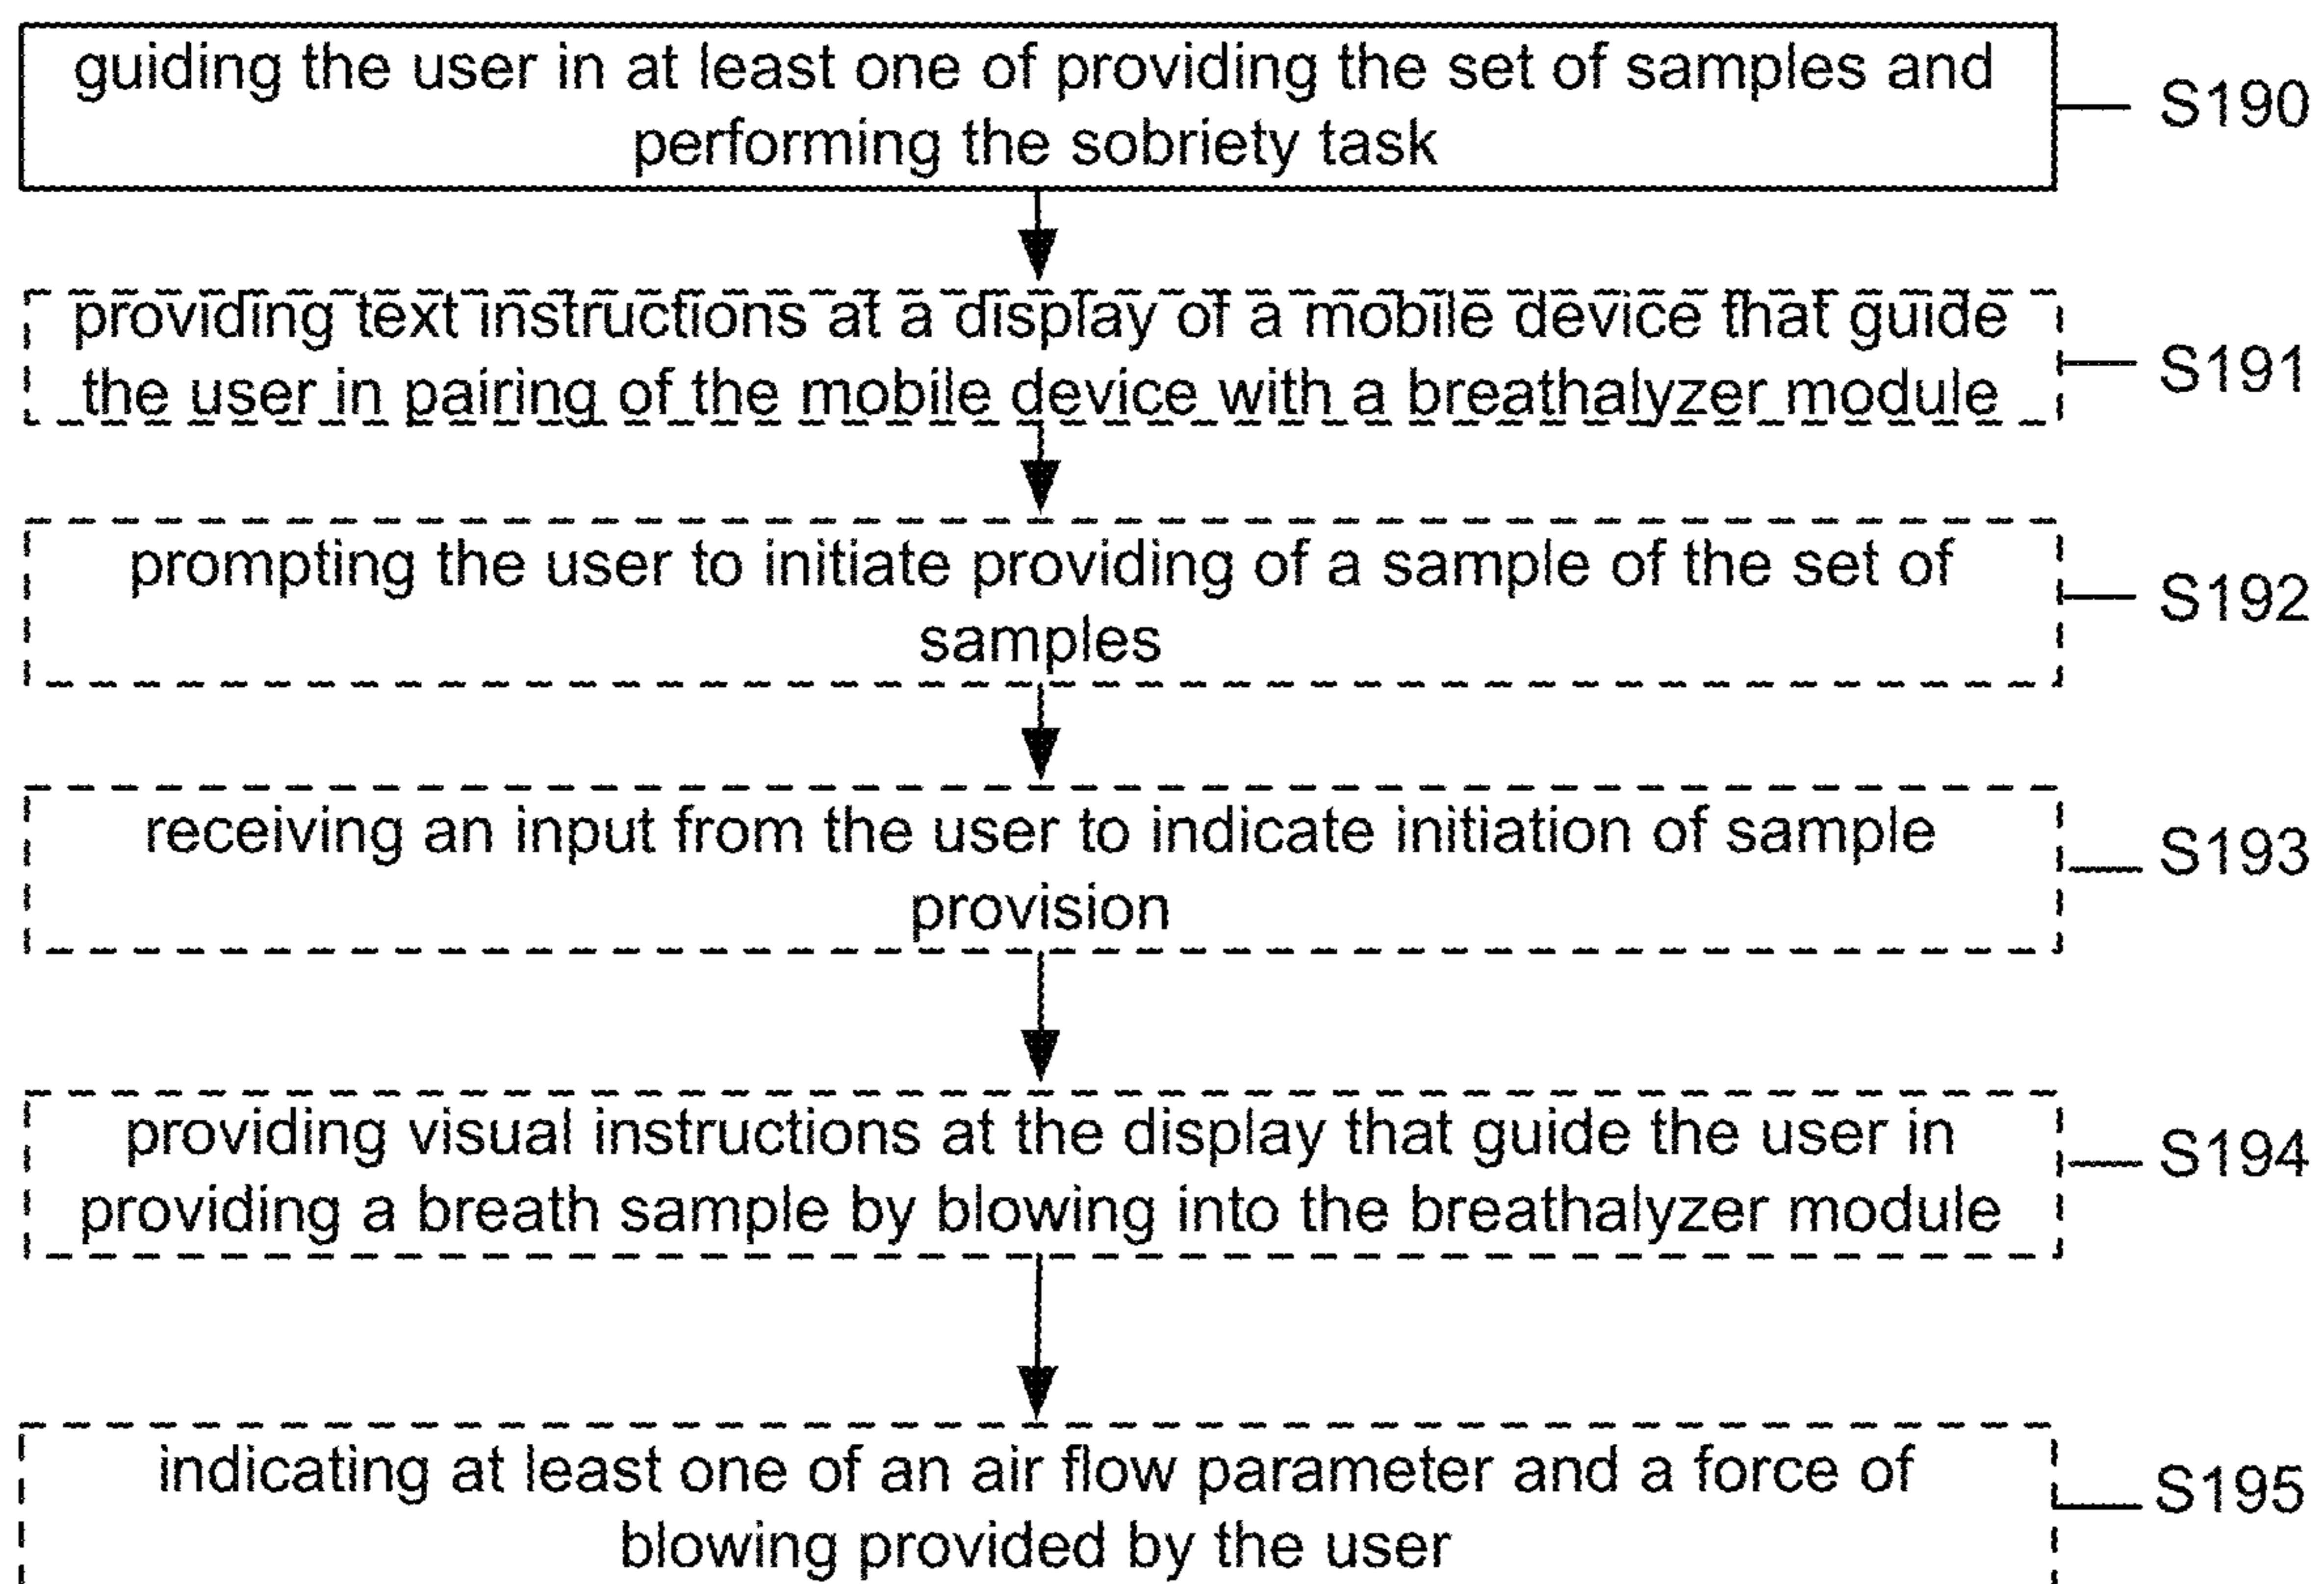 guiding the user in at least one of providing the set of samples and
performing the sobriety task
S190
providing text instructions at a display of a mobile device that guide
the user in pairing of the mobile device with a breathalyzer module
S191
prompting the user to initiate providing of a sample of the set of
samples
S192
receiving an input from the user to indicate initiation of sample
provision
S193
providing visual instructions at the display that guide the user in
providing a breath sample by blowing into the breathalyzer module
S194
indicating at least one of an air flow parameter and a force of
blowing provided by the user
S195